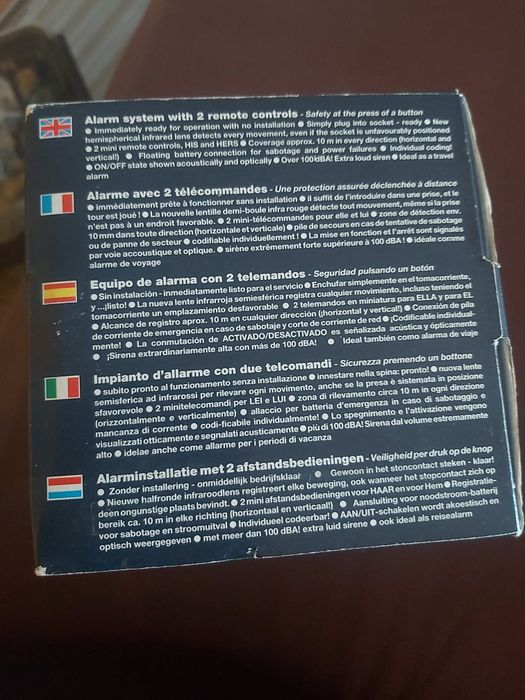 Alarm system with 2 remote controls - Safety at the press of a button
● Immediately ready for operation with no installation ● Simply plug into socket - ready ● New
hemispherical infrared lens detects every movement, even if the socket is unfavourably positioned
● 2 mini remote controls, HIS and HERS ● Coverage approx. 10 m in every direction (horizontal and
vertical!) ● Floating battery connection for sabotage and power failures ● Individual coding!
● ON/OFF state shown acoustically and optically ● Over 100 dBA! Extra loud siren ● Ideal as a travel
alarm
Alarme avec 2 télécommandes - Une protection assurée déclenchée à distance
● immédiatement prête à fonctionner sans installation ● il suffit de l'introduire dans une prise, et le
tour est joué ! ● La nouvelle lentille demi-boule infra rouge détecte tout mouvement, même si la prise
n'est pas à un endroit favorable. ● 2 mini-télécommandes pour elle et lui ● zone de détection env.
10 mm dans toute direction (horizontale et verticale) ● pile de secours en cas de tentative de sabotage
ou de panne de secteur ● codifiable individuellement ! ● La mise en fonction et l'arrêt sont signalés
par voie accoustique et optique. ● sirène extrêmement forte supérieure à 100 dBA! ● idéale comme
alarme de voyage
Equipo de alarma con 2 telemandos - Seguridad pulsando un botón
● Sin instalación - inmediatamente listo para el servicio ● Enchufar simplemente en el tomacorriente,
y ...¡listo! ● La nueva lente infrarroja semisesférica registra cualquier movimiento, incluso teniendo el
tomacorriente un emplazamiento desfavorable ● 2 telemandos en miniatura para ELLA y para EL
● Alcance de registro aprox. 10 m en cualquier dirección (¡horizontal y vertical!) ● Conexión de pila
de corriente de emergencia en caso de sabotaje y corte de corriente de red ● ¡Codificable individual-
mente! ● La conmutación de ACTIVADO/DESACTIVADO es señalizada acústica y ópticamente
● ¡Sirena extrardinariamente alta con más de 100 dBA! ● Ideal también como alarma de viaje
Impianto d'allarme con due telcomandi - Sicurezza premendo un bottone
● subito pronto al funzionamento senza installazione ● innestare nella spina: pronto! ● nuova lente
semisferica ad infrarossi per rilevare ogni movimento, anche se la presa è sistemata in posizione
sfavorevole ● 2 minitelecomandi per LEI e LUI ● zona di rilevamento circa 10 m in ogni direzione
(orizzontalmente e verticalmente) ● allaccio per batteria d'emergenza in caso di sabotaggio e
mancanza di corrente ● codi-ficabile individualmente! ● Lo spegnimento e l'attivazione vengono
visualizzati otticamente e segnalati acusticamente ● più di 100 dBA! Sirena dal volume estremamente
alto ● idelae anche come allarme per i periodi di vacanza
Alarminstallatie met 2 afstandsbedieningen - Veiligheid per druk op de knop
● Zonder installering - onmiddellijk bedrijfsklaar ● Gewoon in het stoncontact steken - klaar!
● Nieuwe halfronde infraroodlens registreert elke beweging, ook wanneer het stopcontact zich op
deen ongunstige plaats bevindt. ● 2 mini afstandsbedieningen voor HAAR en voor Hem ● Registratie-
bereik ca. 10 m in elke richting (horizontaal en verticaal!) ● Aansluiting voor noodstroom-batterij
voor sabotage en stroomuitval ● Individueel codeerbar! ● AAN/UIT-schakelen wordt akoestisch en
optisch weergegeven ● met meer dan 100 dBA! extra luid sirene ● ook ideal als reisealarm